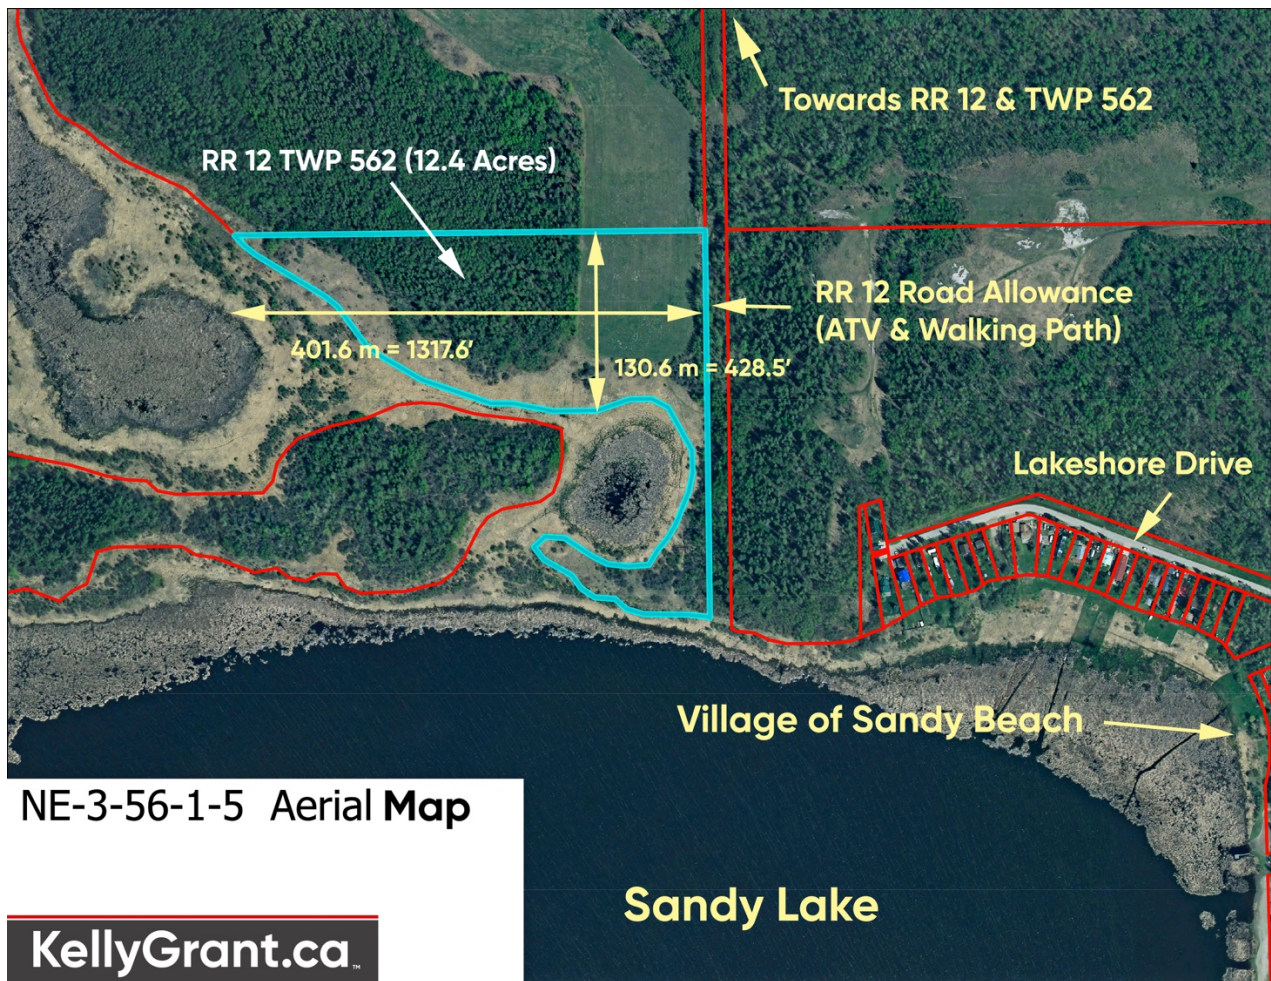 Towards RR 12 & TWP 562
RR 12 TWP 562 (12.4 Acres)
RR 12 Road Allowance
(ATV & Walking Path)
401.6 m = 1317.6'
130.6 m = 428.5'
Lakeshore Drive
Village of Sandy Beach
NE-3-56-1-5 Aerial Map
Sandy Lake
KellyGrant.ca™